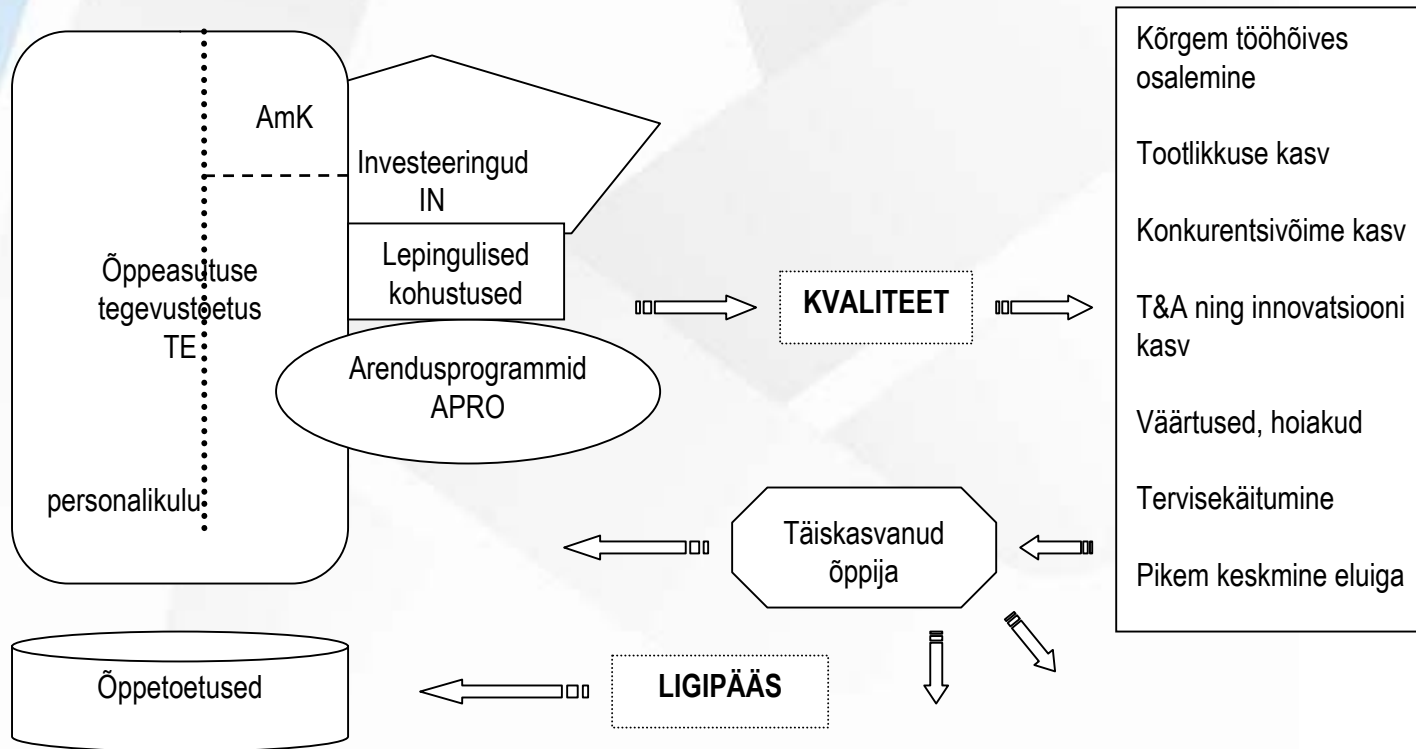 AmK
Investeeringud
IN
Lepingulised
kohustused
Õppeasutuse
tegevustoetus
TE
Arendusprogrammid
APRO
personalikulu
KVALITEET
Kõrgem tööhõives
osalemine
Tootlikkuse kasv
Konkurentsivõime kasv
T&A ning innovatsiooni
kasv
Väärtused, hoiakud
Tervisekäitumine
Pikem keskmine eluiga
Täiskasvanud
õppija
Õppetoetused
LIGIPÄÄS